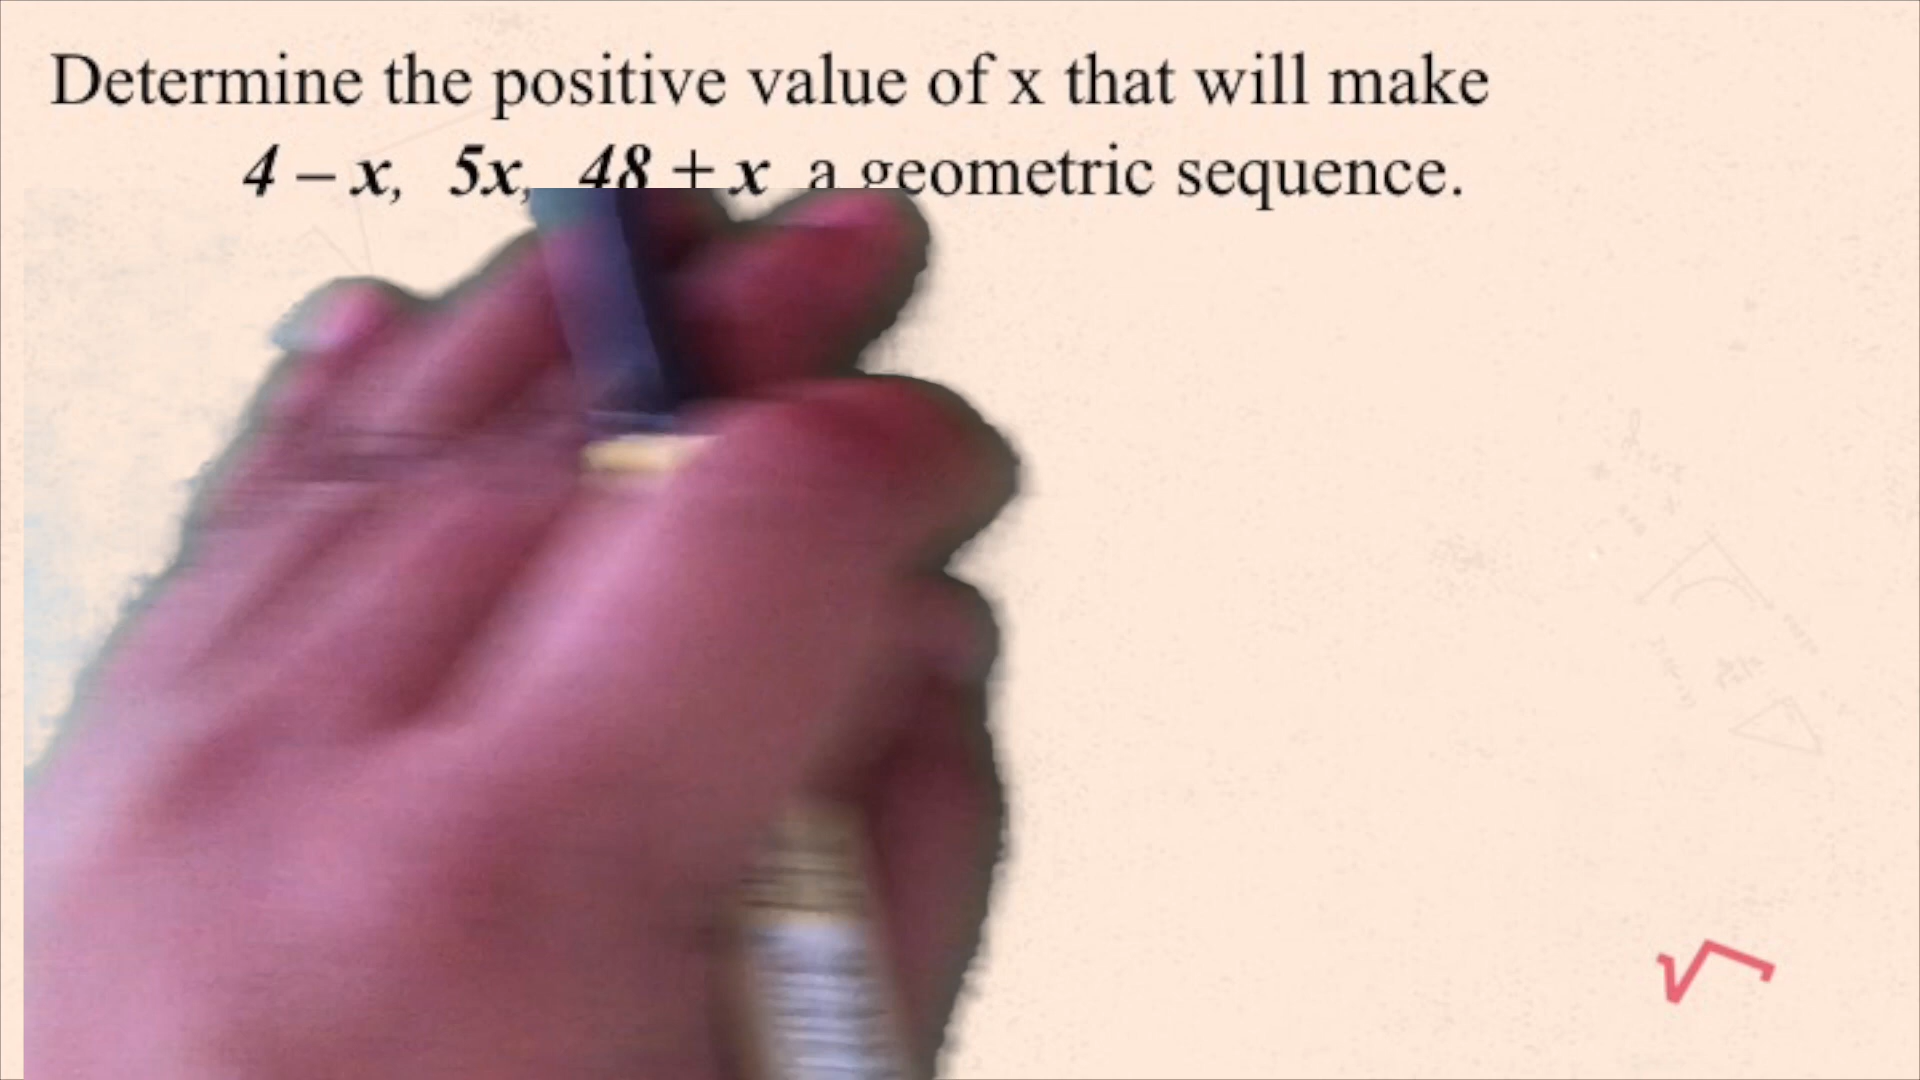 Determine the positive value of x that will make
4 – x, 5x, 48 + x a geometric sequence.